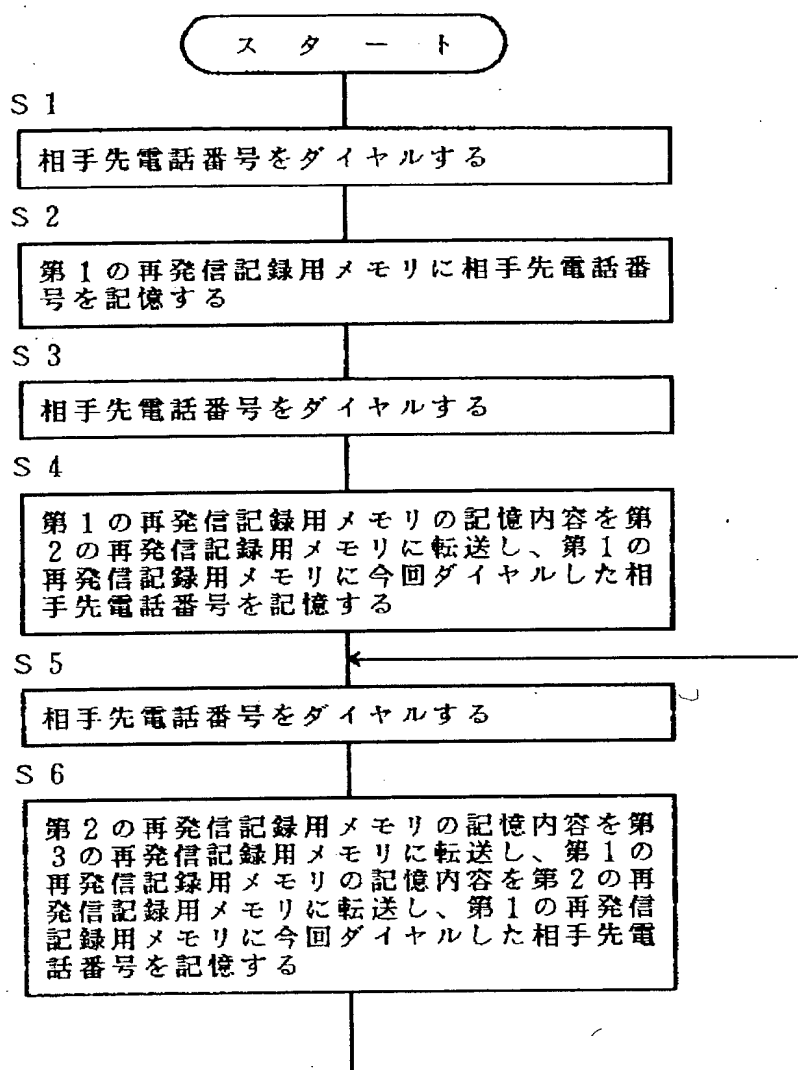 スタート
S1
相手先電話番号をダイヤルする
S2
第1の再発信記録用メモリに相手先電話番
号を記憶する
S3
相手先電話番号をダイヤルする
S4
第1の再発信記録用メモリの記憶内容を第
2の再発信記録用メモリに転送し、第1の
再発信記録用メモリに今回ダイヤルした相
手先電話番号を記憶する
S5
相手先電話番号をダイヤルする
S6
第2の再発信記録用メモリの記憶内容を第
3の再発信記録用メモリに転送し、第1の
再発信記録用メモリの記憶内容を第2の再
発信記録用メモリに転送し、第1の再発信
記録用メモリに今回ダイヤルした相手先電
話番号を記憶する